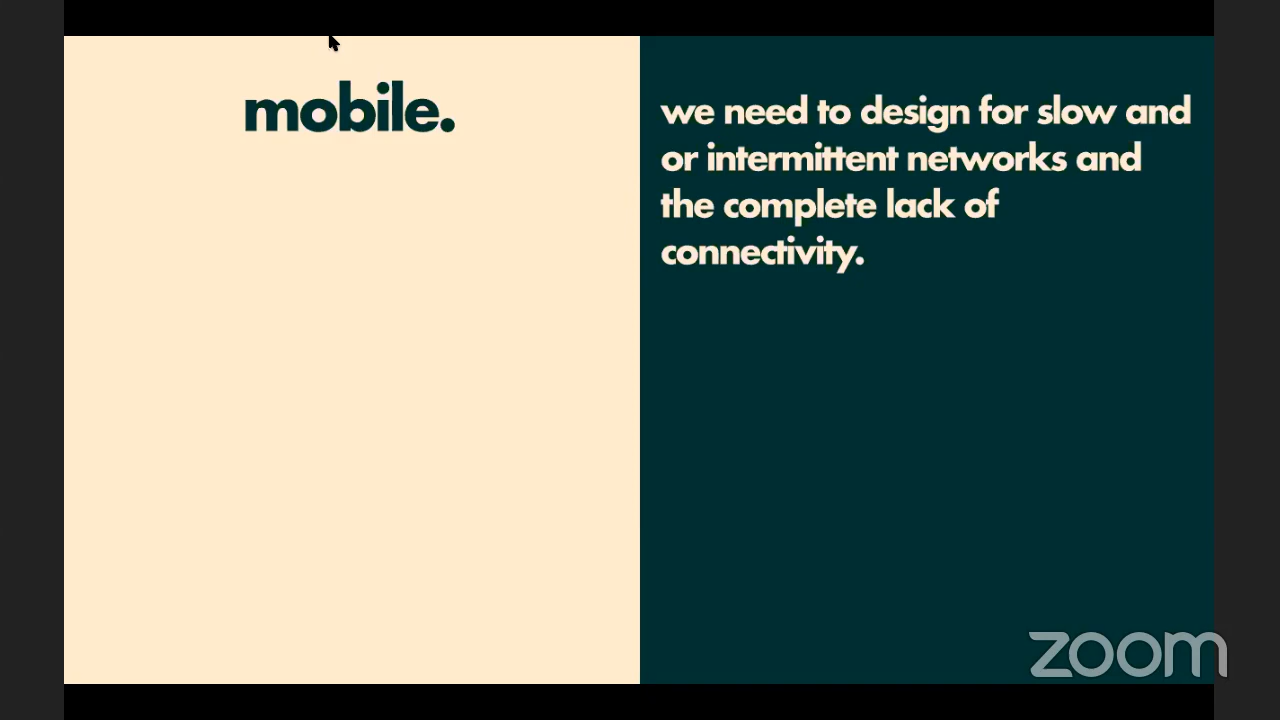 mobile.
we need to design for slow and
or intermittent networks and
the complete lack of
connectivity.
zoom